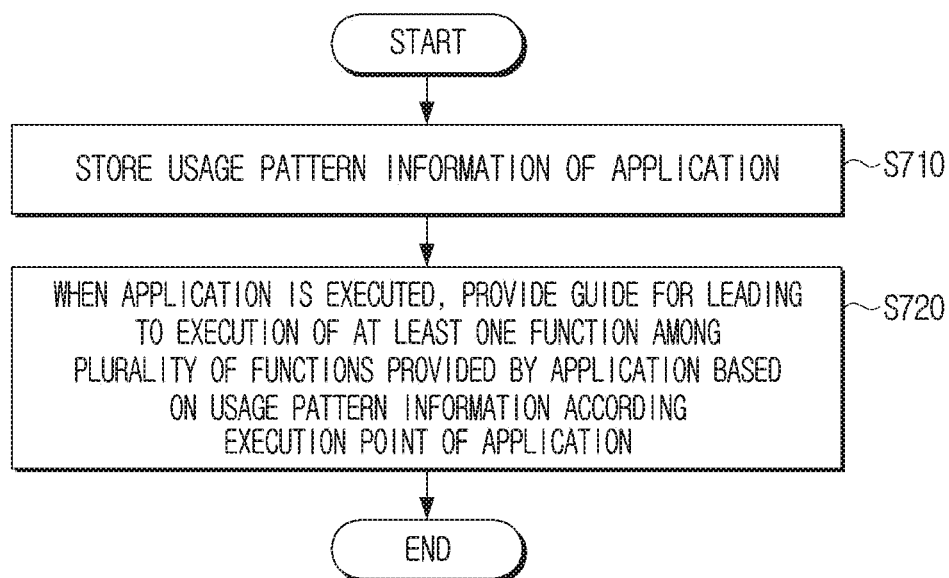 START
STORE USAGE PATTERN INFORMATION OF APPLICATION
S710
WHEN APPLICATION IS EXECUTED, PROVIDE GUIDE FOR LEADING
TO EXECUTION OF AT LEAST ONE FUNCTION AMONG
PLURALITY OF FUNCTIONS PROVIDED BY APPLICATION BASED
ON USAGE PATTERN INFORMATION ACCORDING
EXECUTION POINT OF APPLICATION
S720
END